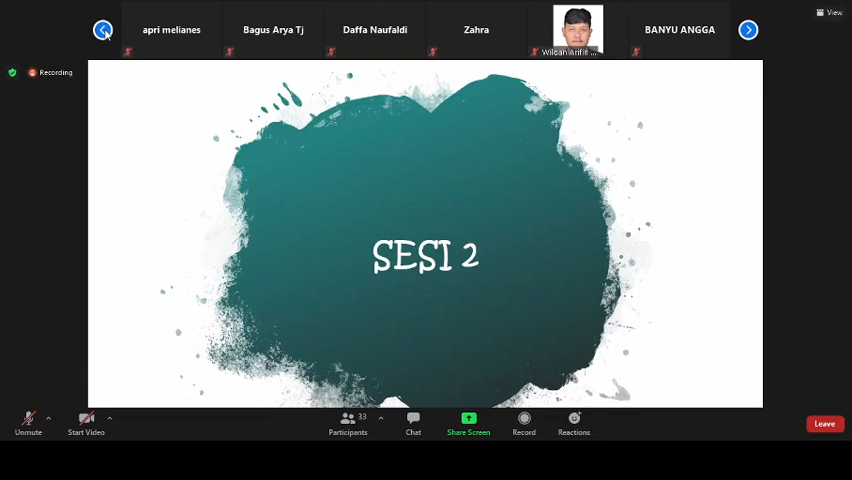 View
apri melianes
Bagus Arya Tj
Daffa Naufaldi
Zahra
BANYU ANGGA
Recording
SESI 2
Unmute
Start Video
33
Participants
Chat
Share Screen
Record
Reactions
Leave